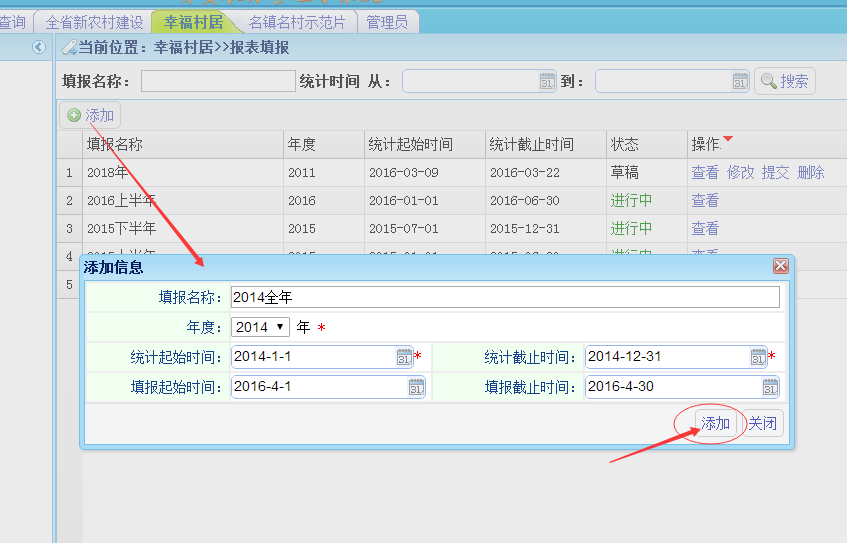 查询 全省新农村建设 幸福村居 名镇名村示范片 管理员
当前位置：幸福村居>>报表填报
填报名称： 统计时间 从： 到： 搜索
添加
填报名称 年度 统计起始时间 统计截止时间 状态 操作
1 2018年 2011 2016-03-09 2016-03-22 草稿 查看 修改 提交 删除
2 2016上半年 2016 2016-01-01 2016-06-30 进行中 查看
3 2015下半年 2015 2015-07-01 2015-12-31 进行中 查看
4
5
添加信息
填报名称： 2014全年
年度： 2014 年 *
统计起始时间： 2014-1-1 * 统计截止时间： 2014-12-31 *
填报起始时间： 2016-4-1 填报截止时间： 2016-4-30
添加 关闭